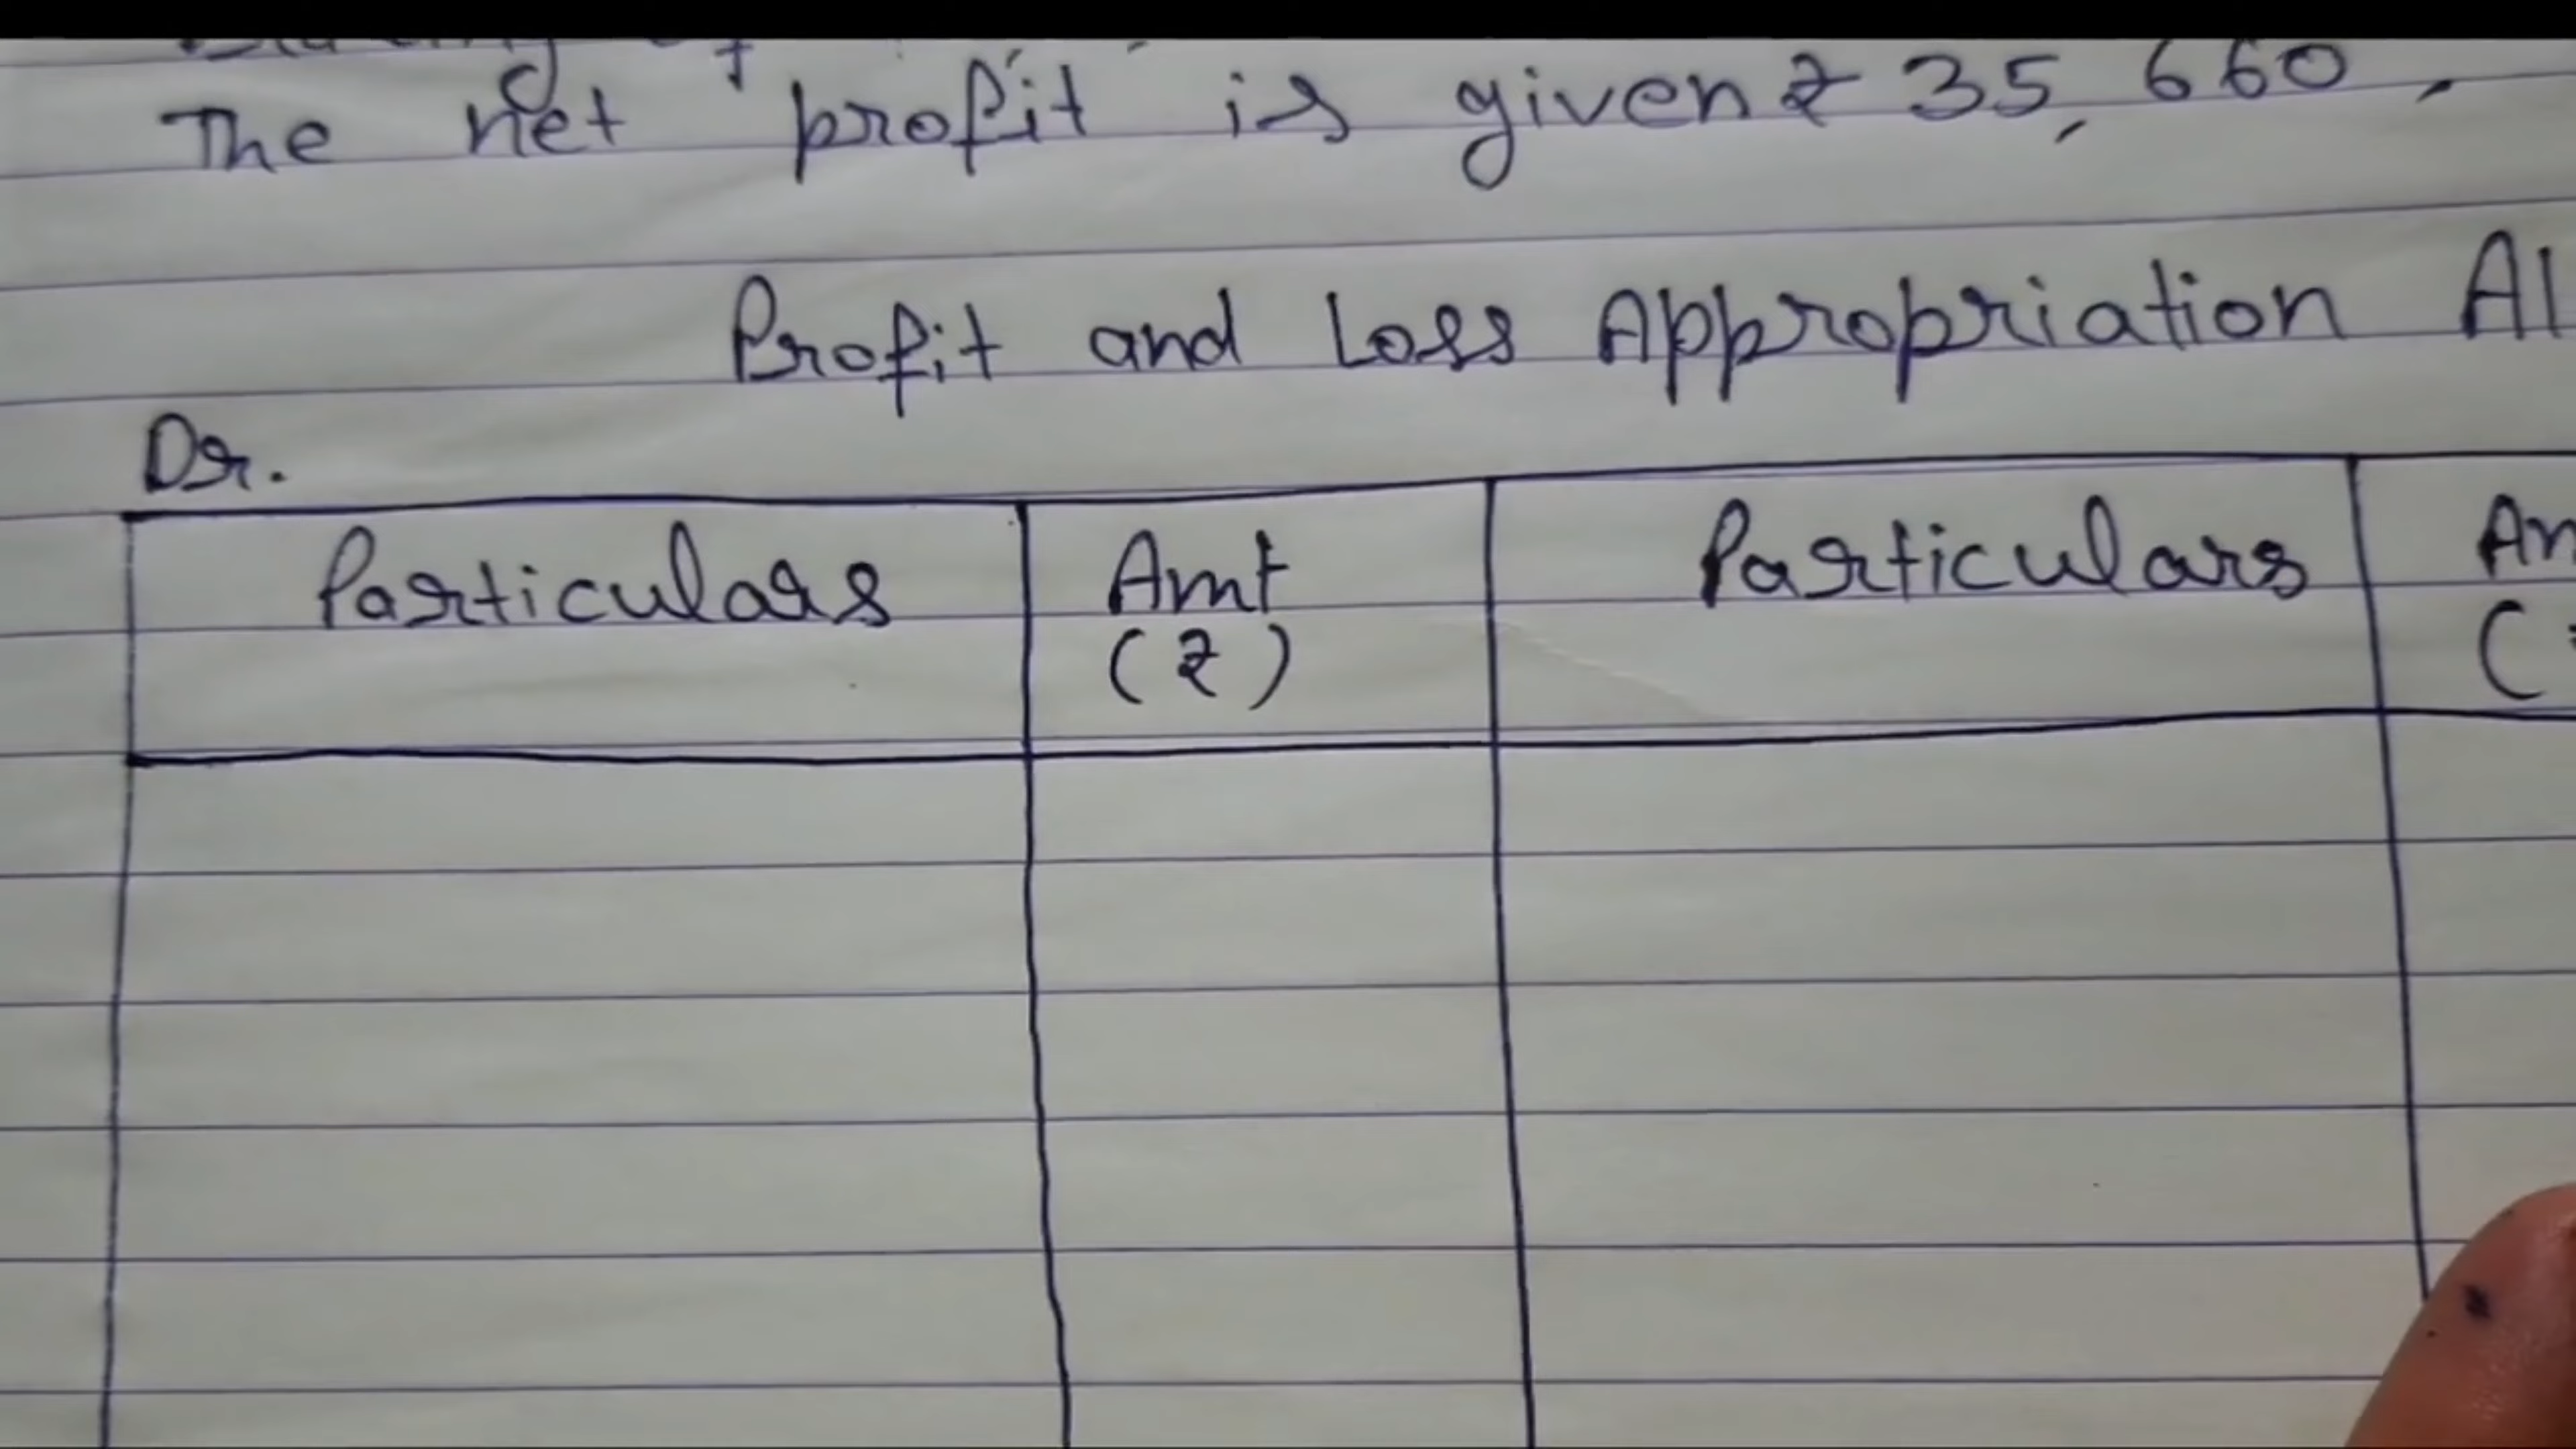 The net profit is given ₹ 35,660,
Profit and Loss Appropriation
Dr.
Particulars Amt Particulars
(₹)